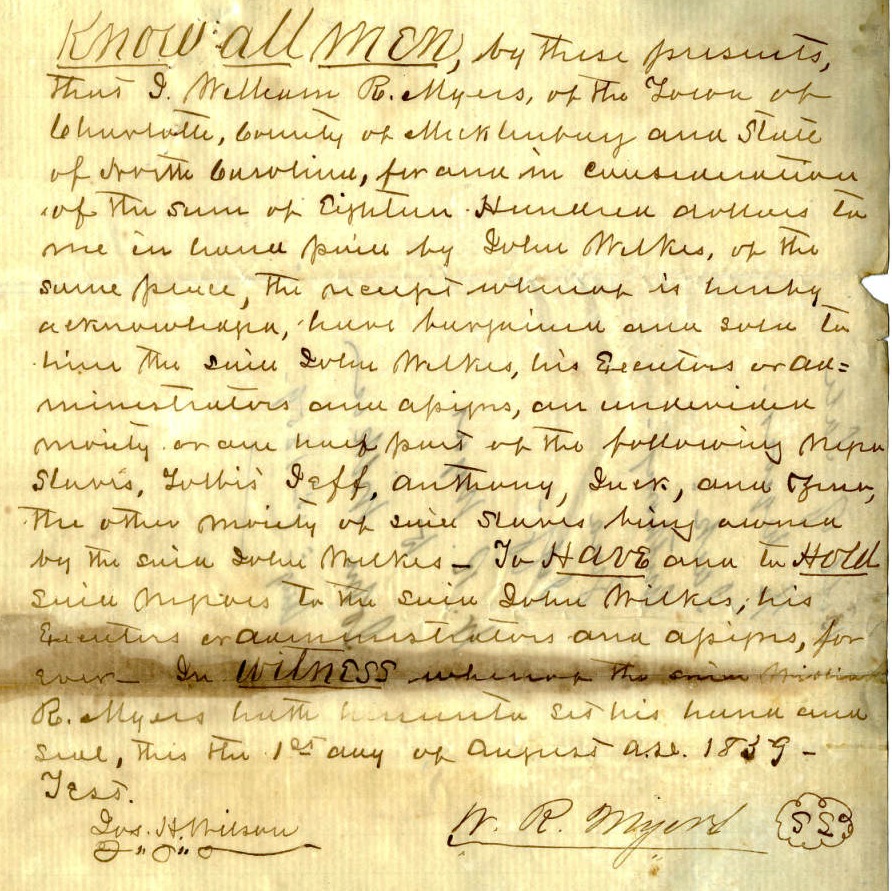 Know all men, by these presents,
that I. William R. Myers, of the Town of
Charlotte, County of Mecklenburg and State
of North Carolina, for and in consideration
of the sum of Eighteen Hundred dollars to
me in hand paid by John Wilkes, of the
same place, the receipt whereof is hereby
acknowledged, have bargained and sold to
him the said John Wilkes, his Executors or ad=
ministrators and assigns, an undivided
moiety or one half part of the following Negro
Slaves, Jeff, Anthony, and
the other moiety of said Slaves being owned
by the said John Wilkes - To HAVE and to HOLD
said Negroes to the said John Wilkes, his
Executors or administrators and assigns, for
ever - In WITNESS whereof the said William
R. Myers hath hereunto set his hand and
seal, this the 1st day of August A.D. -
Test.
Jos. H. Wilson
W. R. Myers